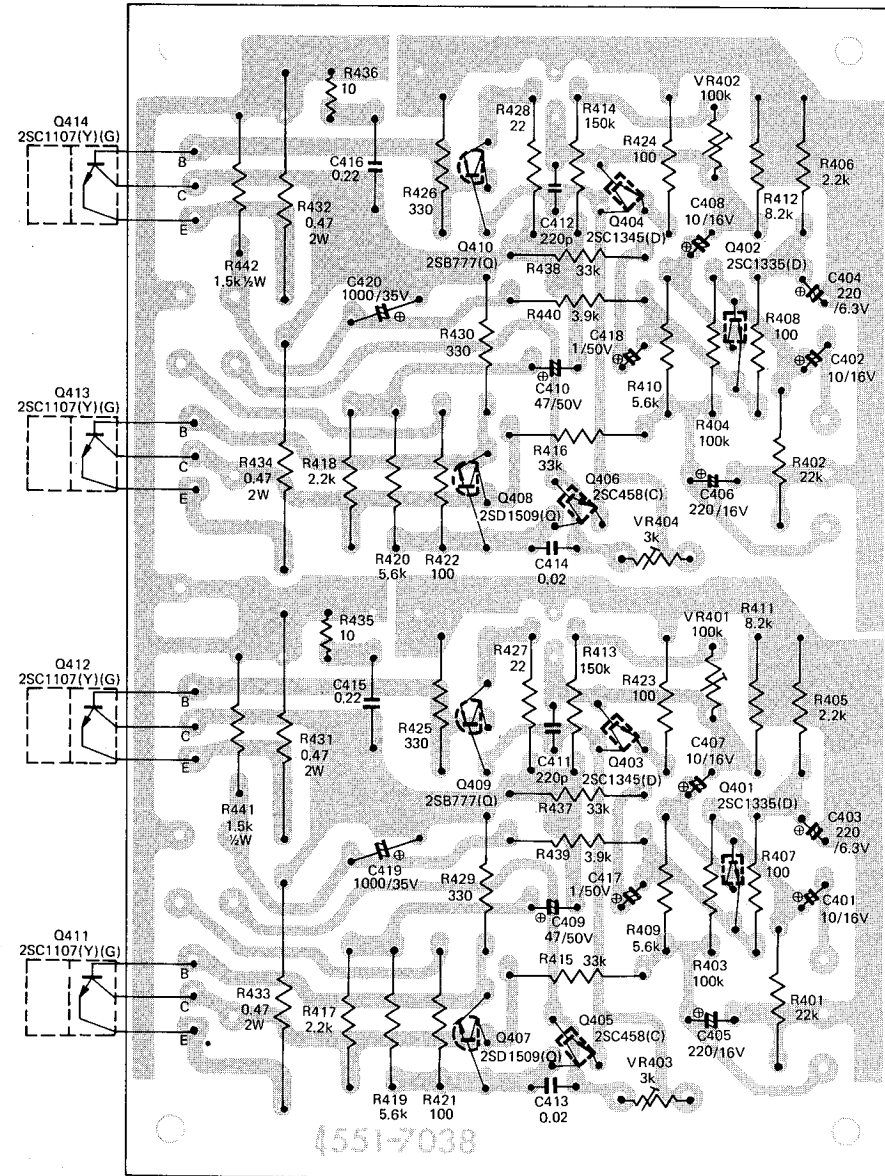 R436
10
VR402
100k
Q414
2SC1107(Y)(G)
R428
22
R414
150k
R424
100
B
C
E
C416
0.22
R426
330
R432
0.47
2W
R406
2.2k
R412
8.2k
C412
220p
Q404
2SC1345(D)
C408
10/16V
⊕
Q410
2SB777(Q)
Q402
2SC1335(D)
R442
1.5k ½W
R438
33k
C420
1000/35V
⊕
C404
220
/6.3V
⊕
R440
3.9k
C418
1/50V
⊕
R430
330
R408
100
C402
10/16V
⊕
Q413
2SC1107(Y)(G)
C410
47/50V
⊕
R410
5.6k
R404
100k
B
C
E
R434
0.47
2W
R418
2.2k
R416
33k
R402
22k
Q408
2SD1509(Q)
Q406
2SC458(C)
C406
220/16V
⊕
VR404
3k
R420
5.6k
R422
100
C414
0.02
R435
10
VR401
100k
R411
8.2k
Q412
2SC1107(Y)(G)
R427
22
R413
150k
R423
100
B
C
E
C415
0.22
R425
330
R431
0.47
2W
R405
2.2k
C411
220p
Q403
2SC1345(D)
C407
10/16V
⊕
Q409
2SB777(Q)
Q401
2SC1335(D)
R441
1.5k
½W
R437
33k
C419
1000/35V
⊕
C403
220
/6.3V
⊕
R439
3.9k
C417
1/50V
⊕
R429
330
R407
100
C401
10/16V
⊕
Q411
2SC1107(Y)(G)
C409
47/50V
⊕
R409
5.6k
R403
100k
B
C
E
R433
0.47
2W
R417
2.2k
R415
33k
R401
22k
Q407
2SD1509(Q)
Q405
2SC458(C)
C405
220/16V
⊕
VR403
3k
R419
5.6k
R421
100
C413
0.02
4551-7038